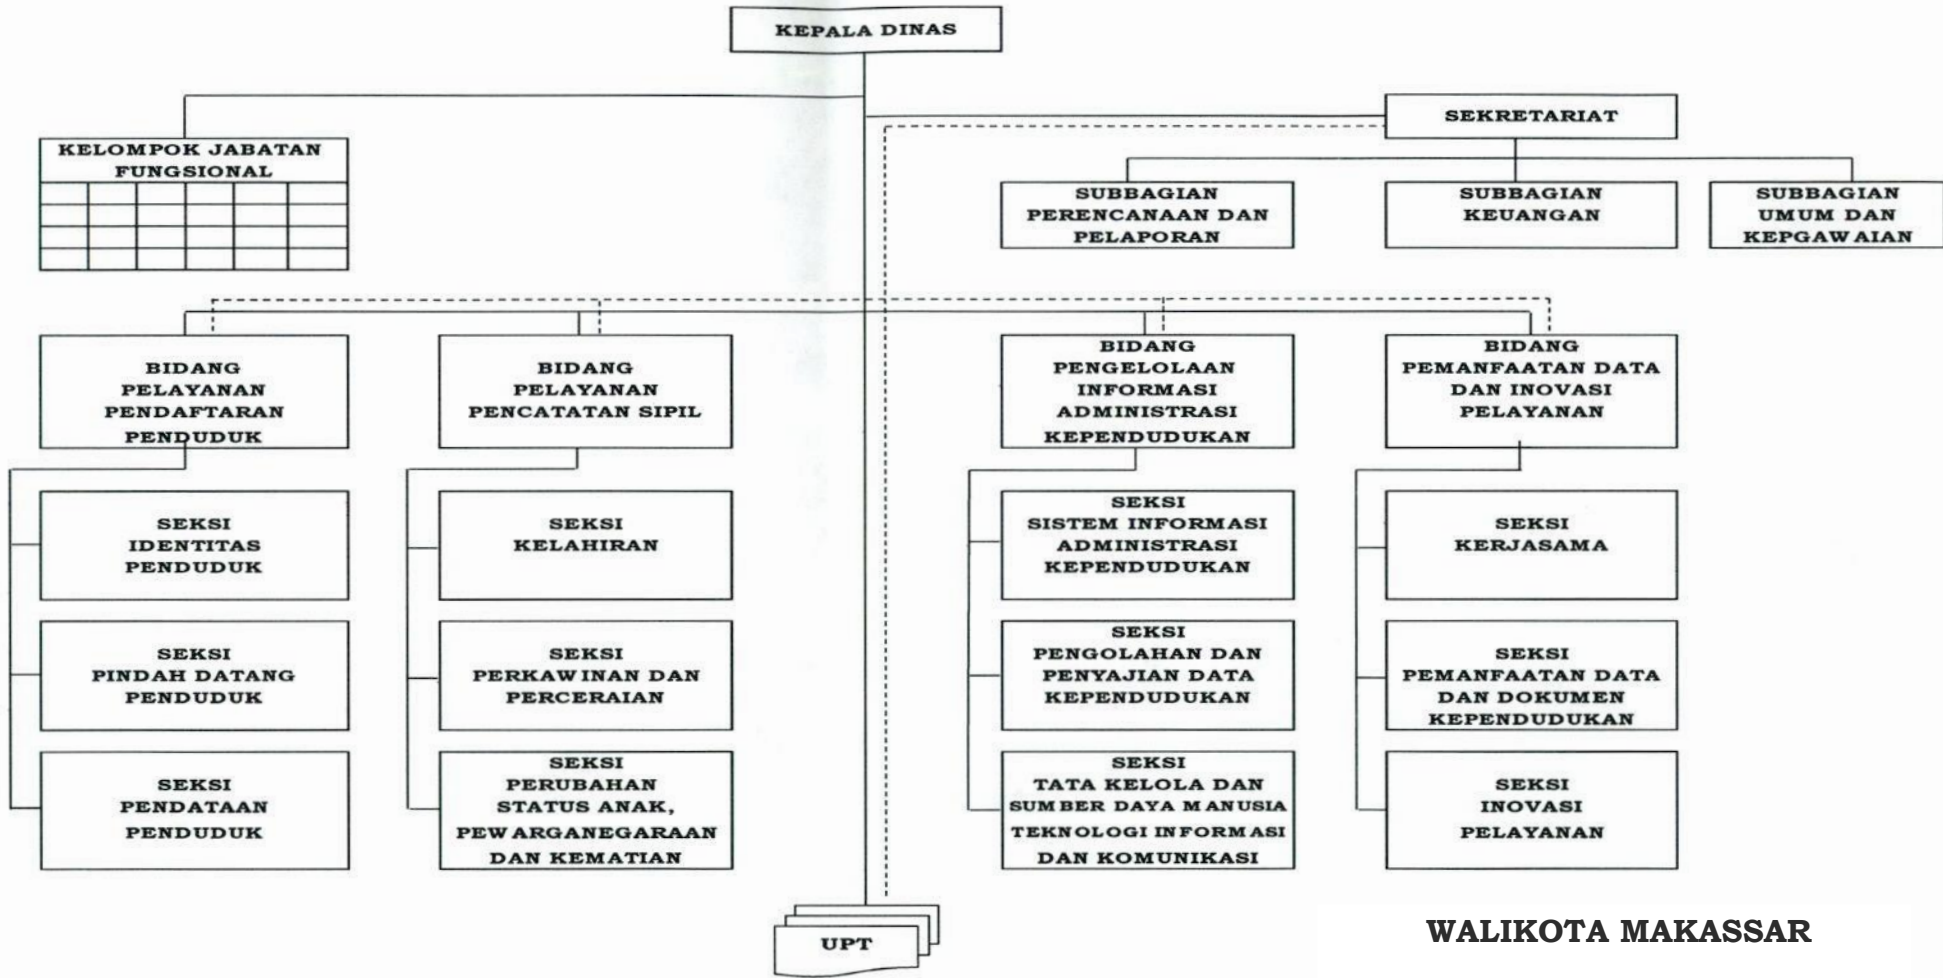 KEPALA DINAS
SEKRETARIAT
KELOMPOK JABATAN
FUNGSIONAL
SUBBAGIAN
PERENCANAAN DAN
PELAPORAN
SUBBAGIAN
KEUANGAN
SUBBAGIAN
UMUM DAN
KEPGAWAIAN
BIDANG
PELAYANAN
PENDAFTARAN
PENDUDUK
BIDANG
PELAYANAN
PENCATATAN SIPIL
BIDANG
PENGELOLAAN
INFORMASI
ADMINISTRASI
KEPENDUDUKAN
BIDANG
PEMANFAATAN DATA
DAN INOVASI
PELAYANAN
SEKSI
IDENTITAS
PENDUDUK
SEKSI
KELAHIRAN
SEKSI
SISTEM INFORMASI
ADMINISTRASI
KEPENDUDUKAN
SEKSI
KERJASAMA
SEKSI
PINDAH DATANG
PENDUDUK
SEKSI
PERKAWINAN DAN
PERCERAIAN
SEKSI
PENGOLAHAN DAN
PENYAJIAN DATA
KEPENDUDUKAN
SEKSI
PEMANFAATAN DATA
DAN DOKUMEN
KEPENDUDUKAN
SEKSI
PENDATAAN
PENDUDUK
SEKSI
PERUBAHAN
STATUS ANAK,
PEWARGANEGARAAN
DAN KEMATIAN
SEKSI
TATA KELOLA DAN
SUMBER DAYA MANUSIA
TEKNOLOGI INFORMASI
DAN KOMUNIKASI
SEKSI
INOVASI
PELAYANAN
UPT
WALIKOTA MAKASSAR